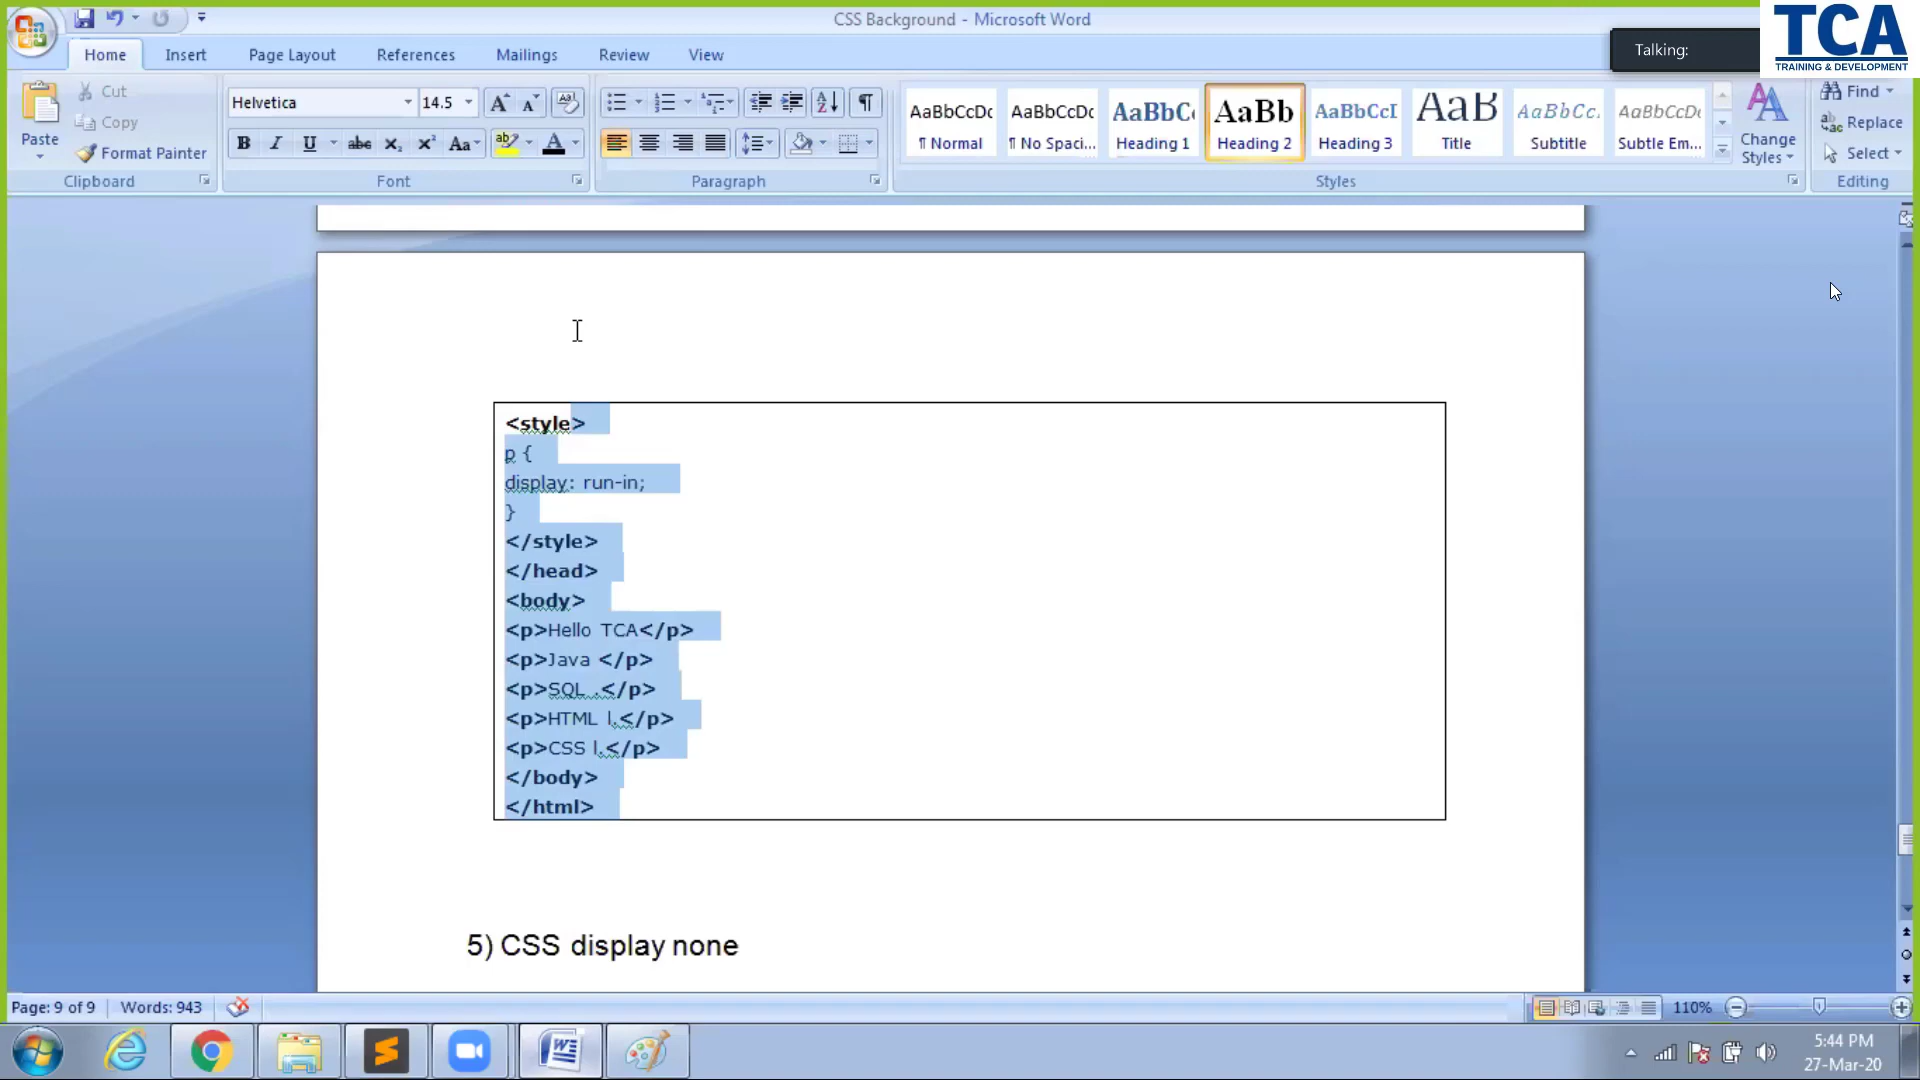 CSS Background - Microsoft Word
TCA
TRAINING & DEVELOPMENT
Talking:
Home Insert Page Layout References Mailings Review View
Paste
Cut
Copy
Format Painter
Clipboard
Helvetica 14.5
Font
Paragraph
AaBbCcDc AaBbCcDc AaBbC AaBb AaBbCcI AaB AaBbCc. AaBbCcDc
¶ Normal ¶ No Spaci... Heading 1 Heading 2 Heading 3 Title Subtitle Subtle Em...
Change
Styles
Styles
Find
Replace
Select
Editing
<style>
p {
display: run-in;
}
</style>
</head>
<body>
<p>Hello TCA</p>
<p>Java </p>
<p>SQL .</p>
<p>HTML l.</p>
<p>CSS l.</p>
</body>
</html>
5) CSS display none
Page: 9 of 9 Words: 943
110%
5:44 PM
27-Mar-20